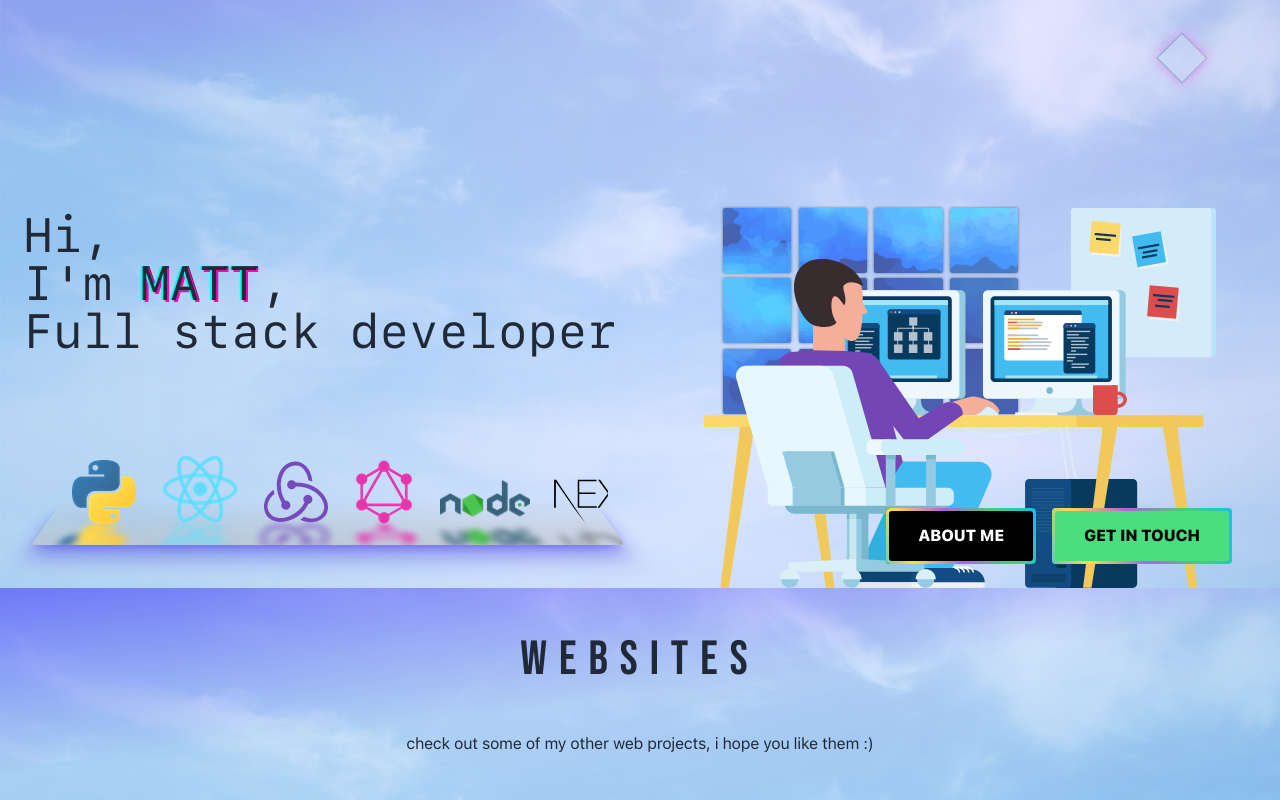 Hi,
I'm MATT,
Full stack developer
node
NEX
ABOUT ME
GET IN TOUCH
WEBSITES
check out some of my other web projects, i hope you like them :)